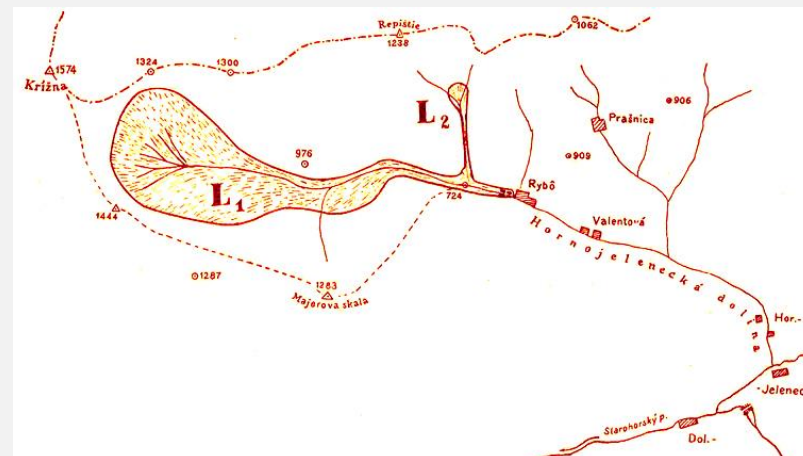 1062
Repištie
1238
1324
1300
1574
Krížna
L2
906
Prašnica
976
909
L1
Rybô
724
1444
Valentová
Hornojelenecká dolina
1287
1283
Majerova skala
Hor.-
-Jelenec
Starohorský p.
Dol.-